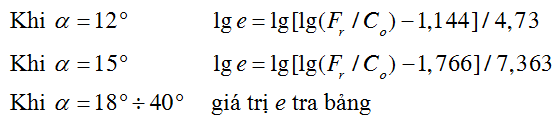 Khi α = 12° lg e = lg[lg(F_r / C_o) − 1,144] / 4,73
Khi α = 15° lg e = lg[lg(F_r / C_o) − 1,766] / 7,363
Khi α = 18° ÷ 40° giá trị e tra bảng